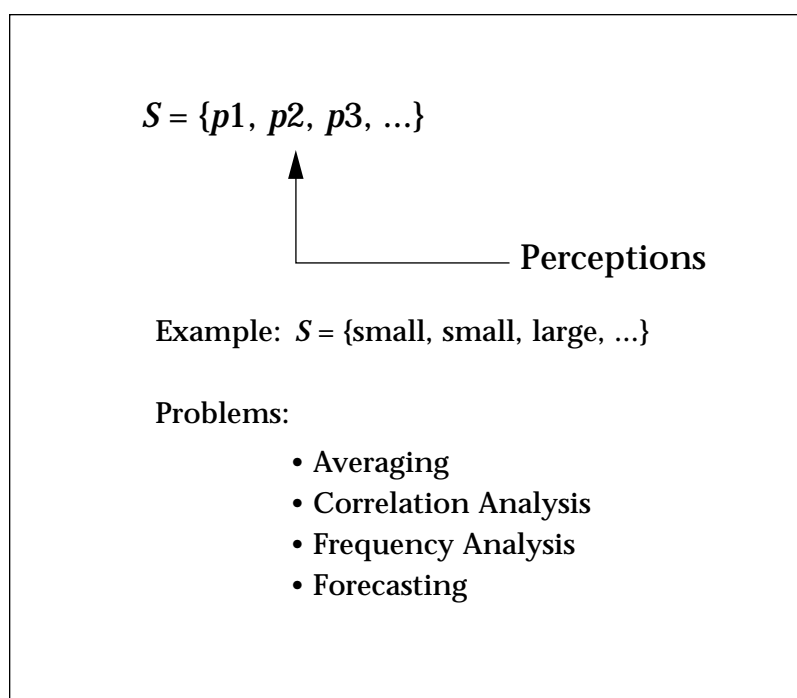 S = {p1, p2, p3, ...}
Perceptions
Example: S = {small, small, large, ...}
Problems:
• Averaging
• Correlation Analysis
• Frequency Analysis
• Forecasting